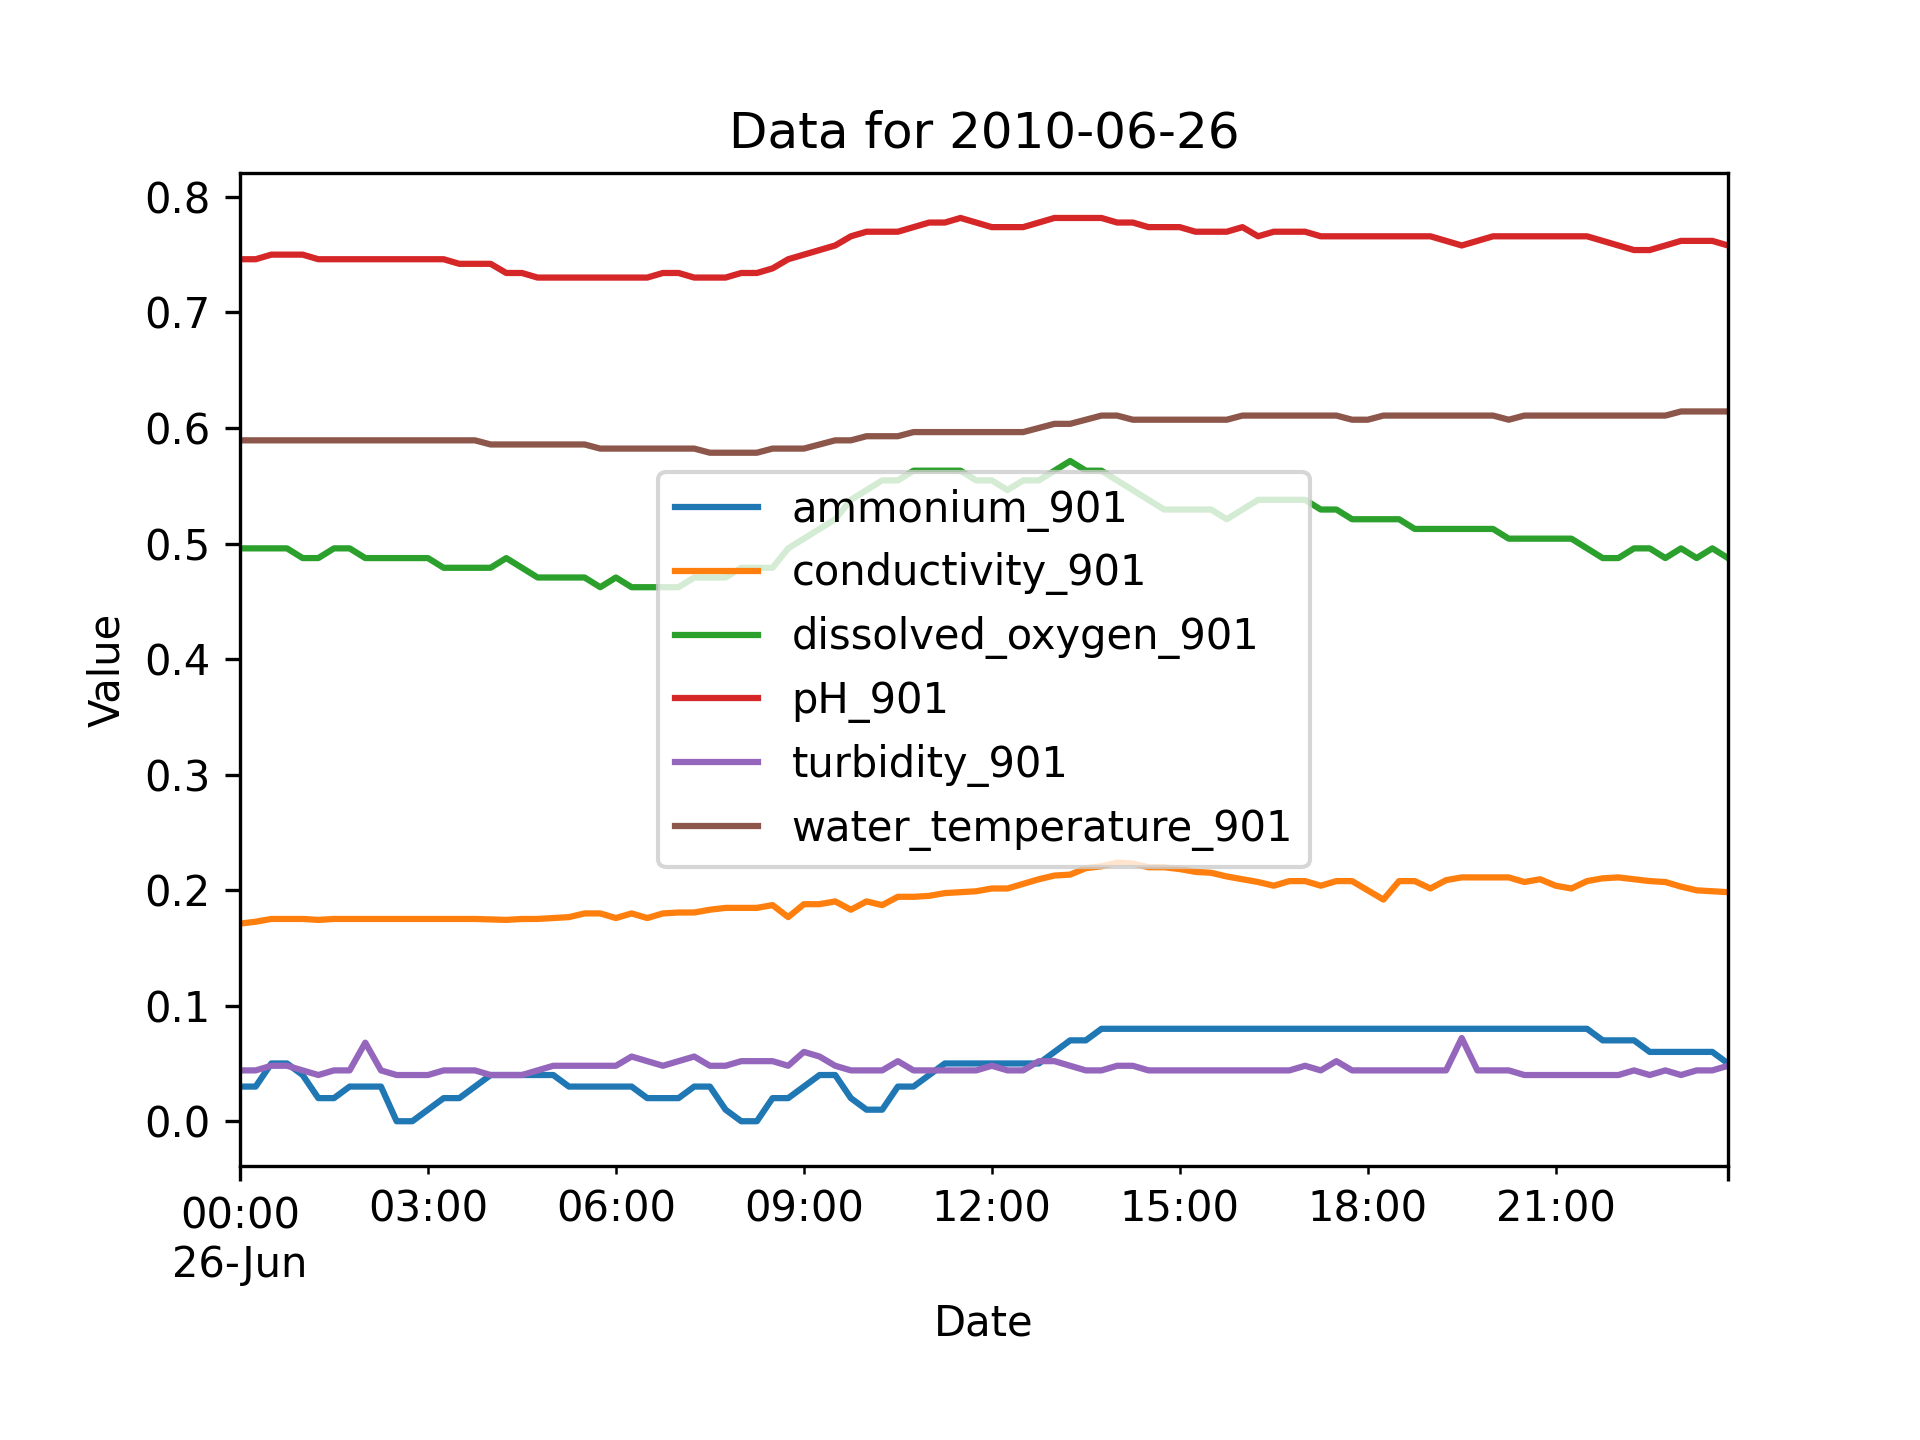 Data for 2010-06-26
0.8
0.7
0.6
0.5
0.4
0.3
0.2
0.1
0.0
Value
ammonium_901
conductivity_901
dissolved_oxygen_901
pH_901
turbidity_901
water_temperature_901
00:00 03:00 06:00 09:00 12:00 15:00 18:00 21:00
26-Jun
Date